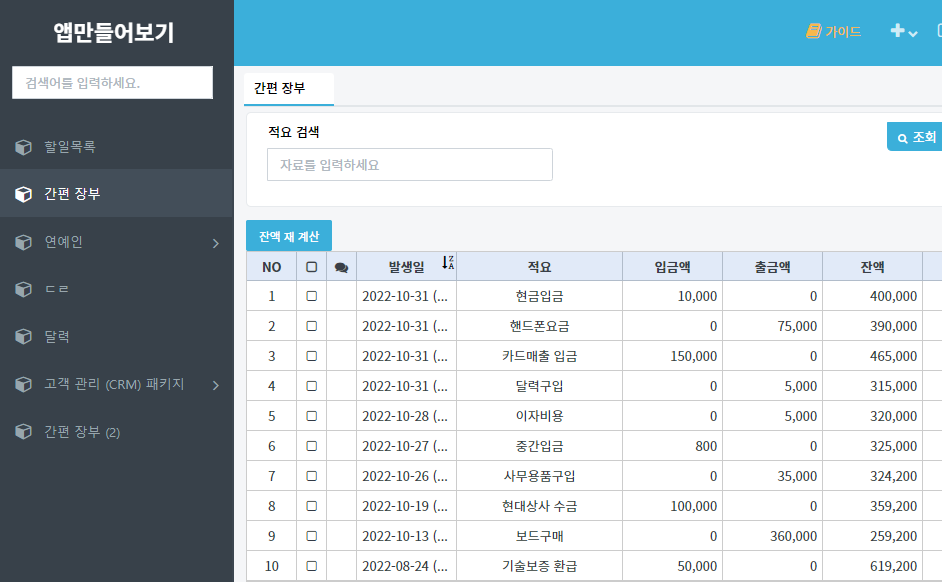 앱만들어보기
가이드
검색어를 입력하세요.
할일목록
간편 장부
연예인
ㄷㄹ
달력
고객 관리 (CRM) 패키지
간편 장부 (2)
간편 장부
적요 검색
자료를 입력하세요
조회
잔액 재 계산
NO 발생일 적요 입금액 출금액 잔액
1 2022-10-31 (... 현금입금 10,000 0 400,000
2 2022-10-31 (... 핸드폰요금 0 75,000 390,000
3 2022-10-31 (... 카드매출 입금 150,000 0 465,000
4 2022-10-31 (... 달력구입 0 5,000 315,000
5 2022-10-28 (... 이자비용 0 5,000 320,000
6 2022-10-27 (... 중간입금 800 0 325,000
7 2022-10-26 (... 사무용품구입 0 35,000 324,200
8 2022-10-19 (... 현대상사 수금 100,000 0 359,200
9 2022-10-13 (... 보드구매 0 360,000 259,200
10 2022-08-24 (... 기술보증 환급 50,000 0 619,200